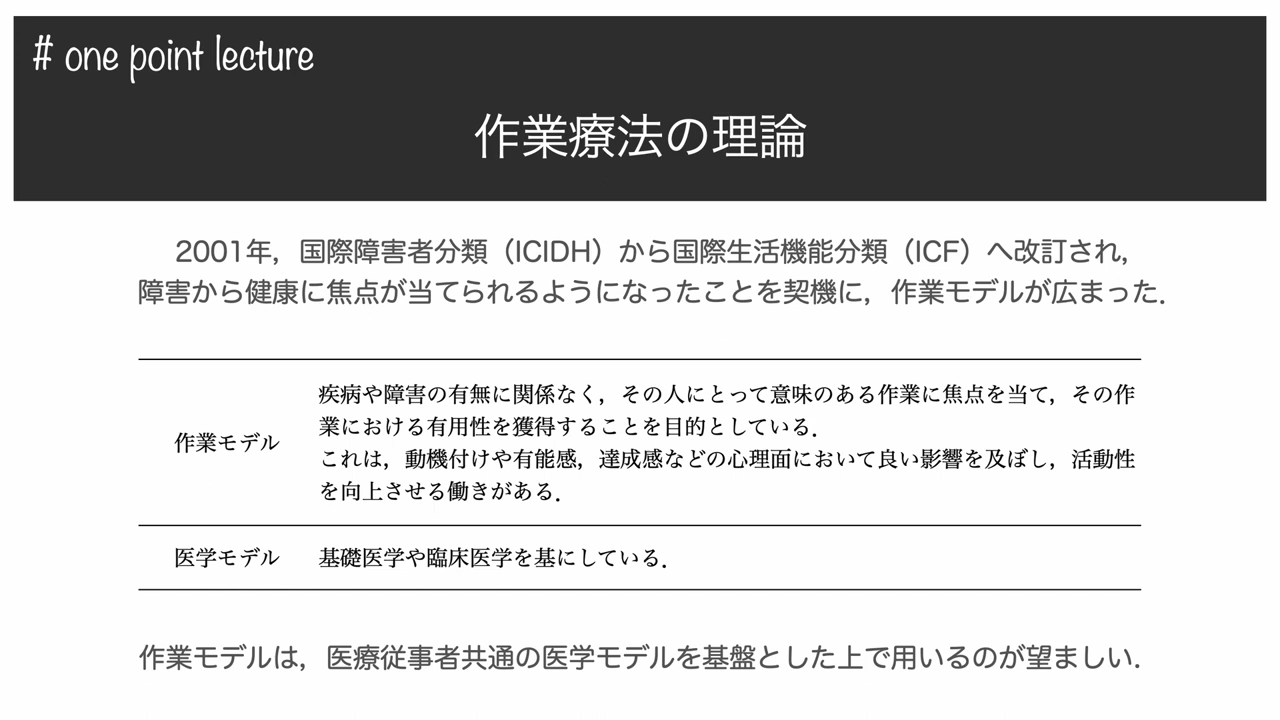 # one point lecture
作業療法の理論
2001年，国際障害者分類（ICIDH）から国際生活機能分類（ICF）へ改訂され，
障害から健康に焦点が当てられるようになったことを契機に，作業モデルが広まった．
作業モデル
疾病や障害の有無に関係なく，その人にとって意味のある作業に焦点を当て，その作
業における有用性を獲得することを目的としている．
これは，動機付けや有能感，達成感などの心理面において良い影響を及ぼし，活動性
を向上させる働きがある．
医学モデル
基礎医学や臨床医学を基にしている．
作業モデルは，医療従事者共通の医学モデルを基盤とした上で用いるのが望ましい．